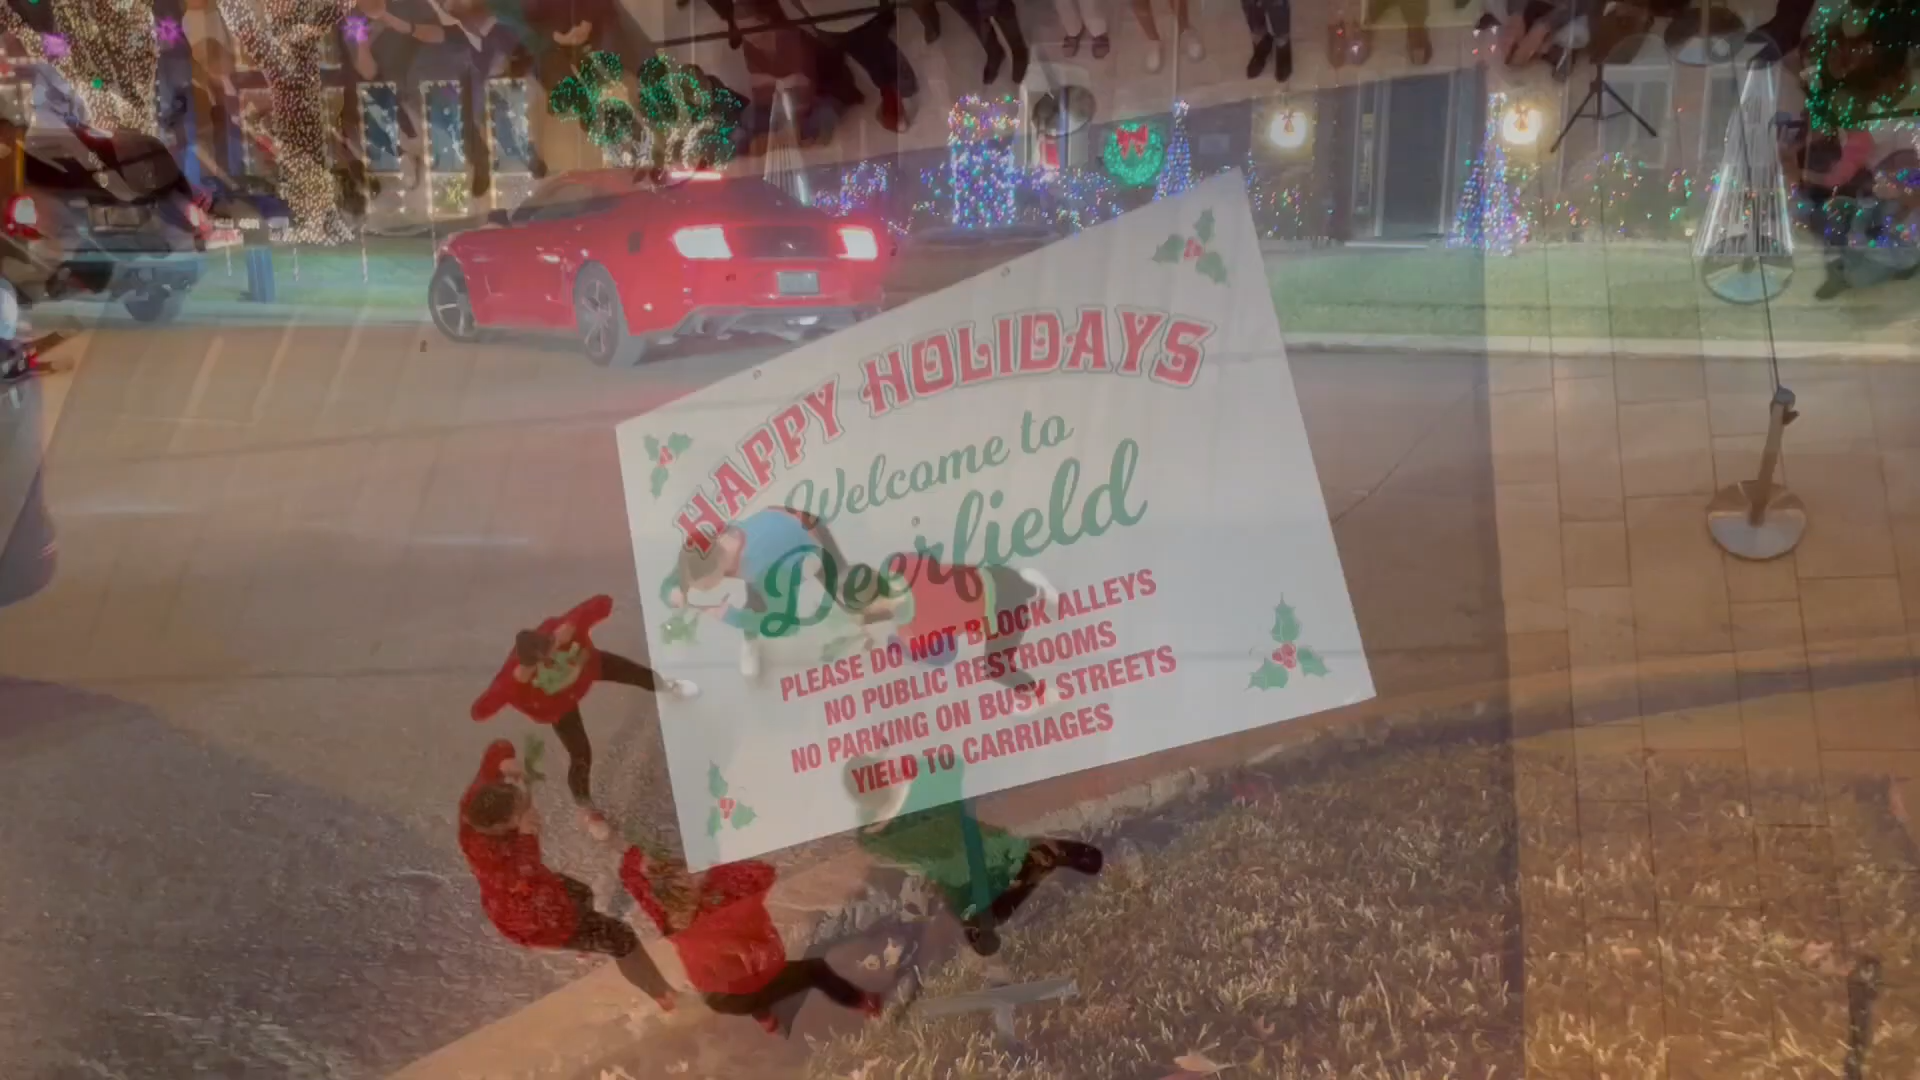 HAPPY HOLIDAYS
Welcome to
Deerfield
PLEASE DO NOT BLOCK ALLEYS
NO PUBLIC RESTROOMS
NO PARKING ON BUSY STREETS
YIELD TO CARRIAGES